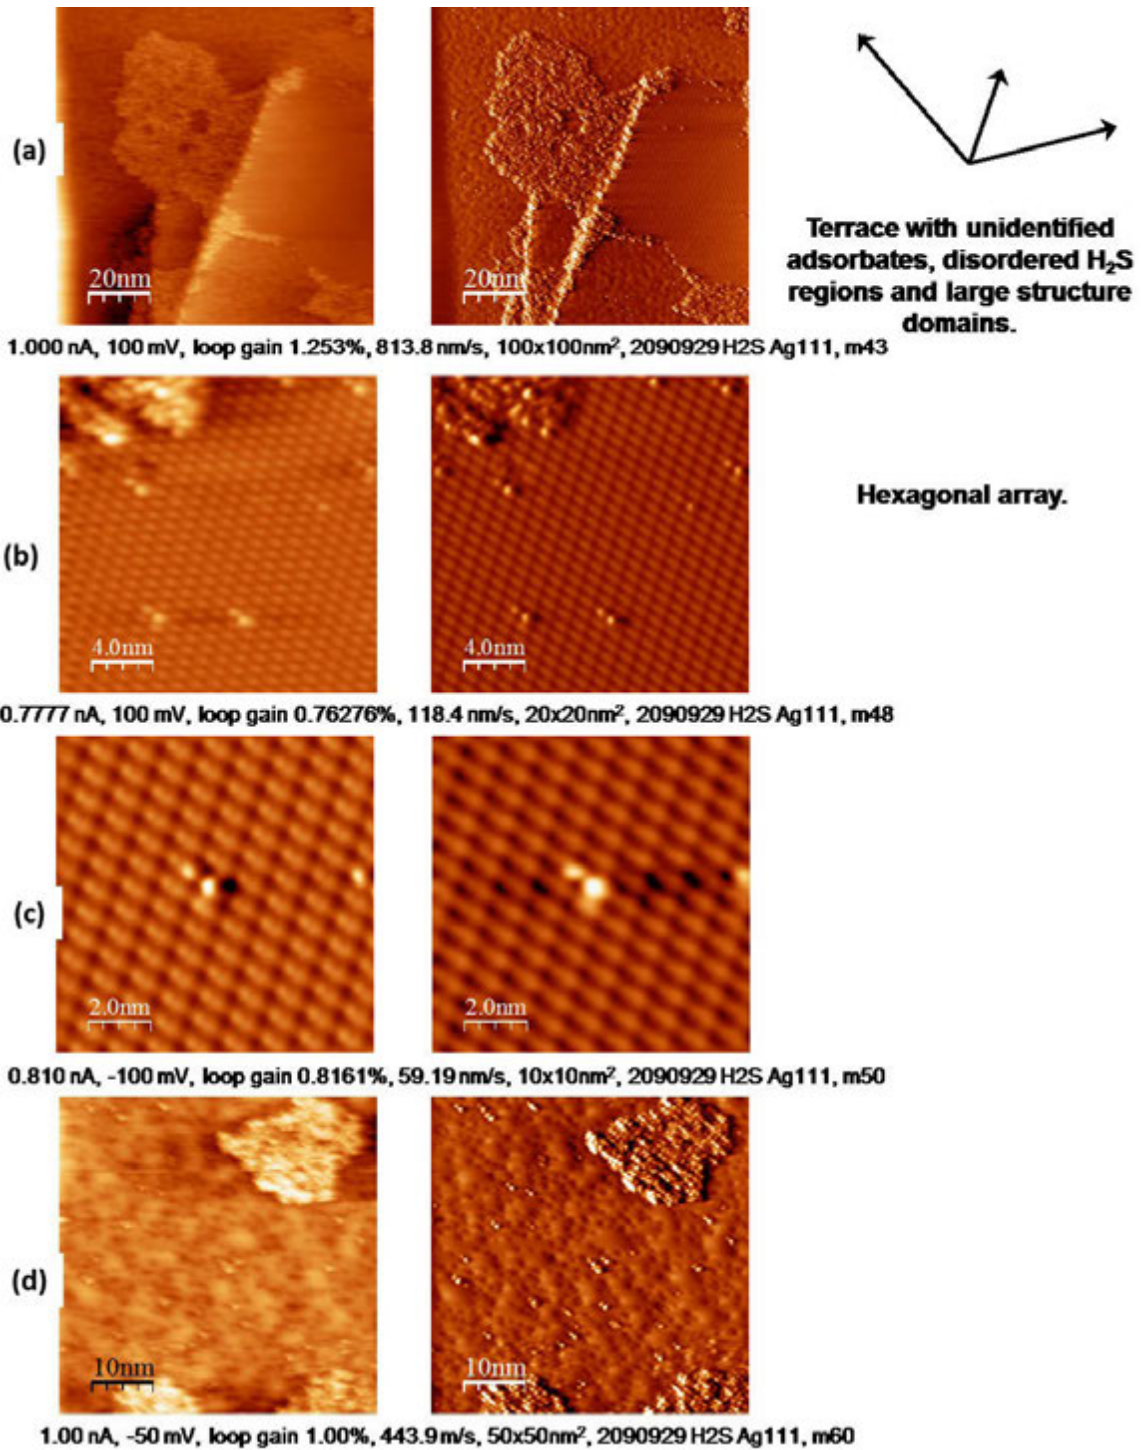 (a)
20nm
20nm
Terrace with unidentified
adsorbates, disordered H₂S
regions and large structure
domains.
1.000 nA, 100 mV, loop gain 1.253%, 813.8 nm/s, 100x100nm², 2090929 H2S Ag111, m43
Hexagonal array.
(b)
4.0nm
4.0nm
0.7777 nA, 100 mV, loop gain 0.76276%, 118.4 nm/s, 20x20nm², 2090929 H2S Ag111, m48
(c)
2.0nm
2.0nm
0.810 nA, -100 mV, loop gain 0.8161%, 59.19 nm/s, 10x10nm², 2090929 H2S Ag111, m50
(d)
10nm
10nm
1.00 nA, -50 mV, loop gain 1.00%, 443.9 m/s, 50x50nm², 2090929 H2S Ag111, m60